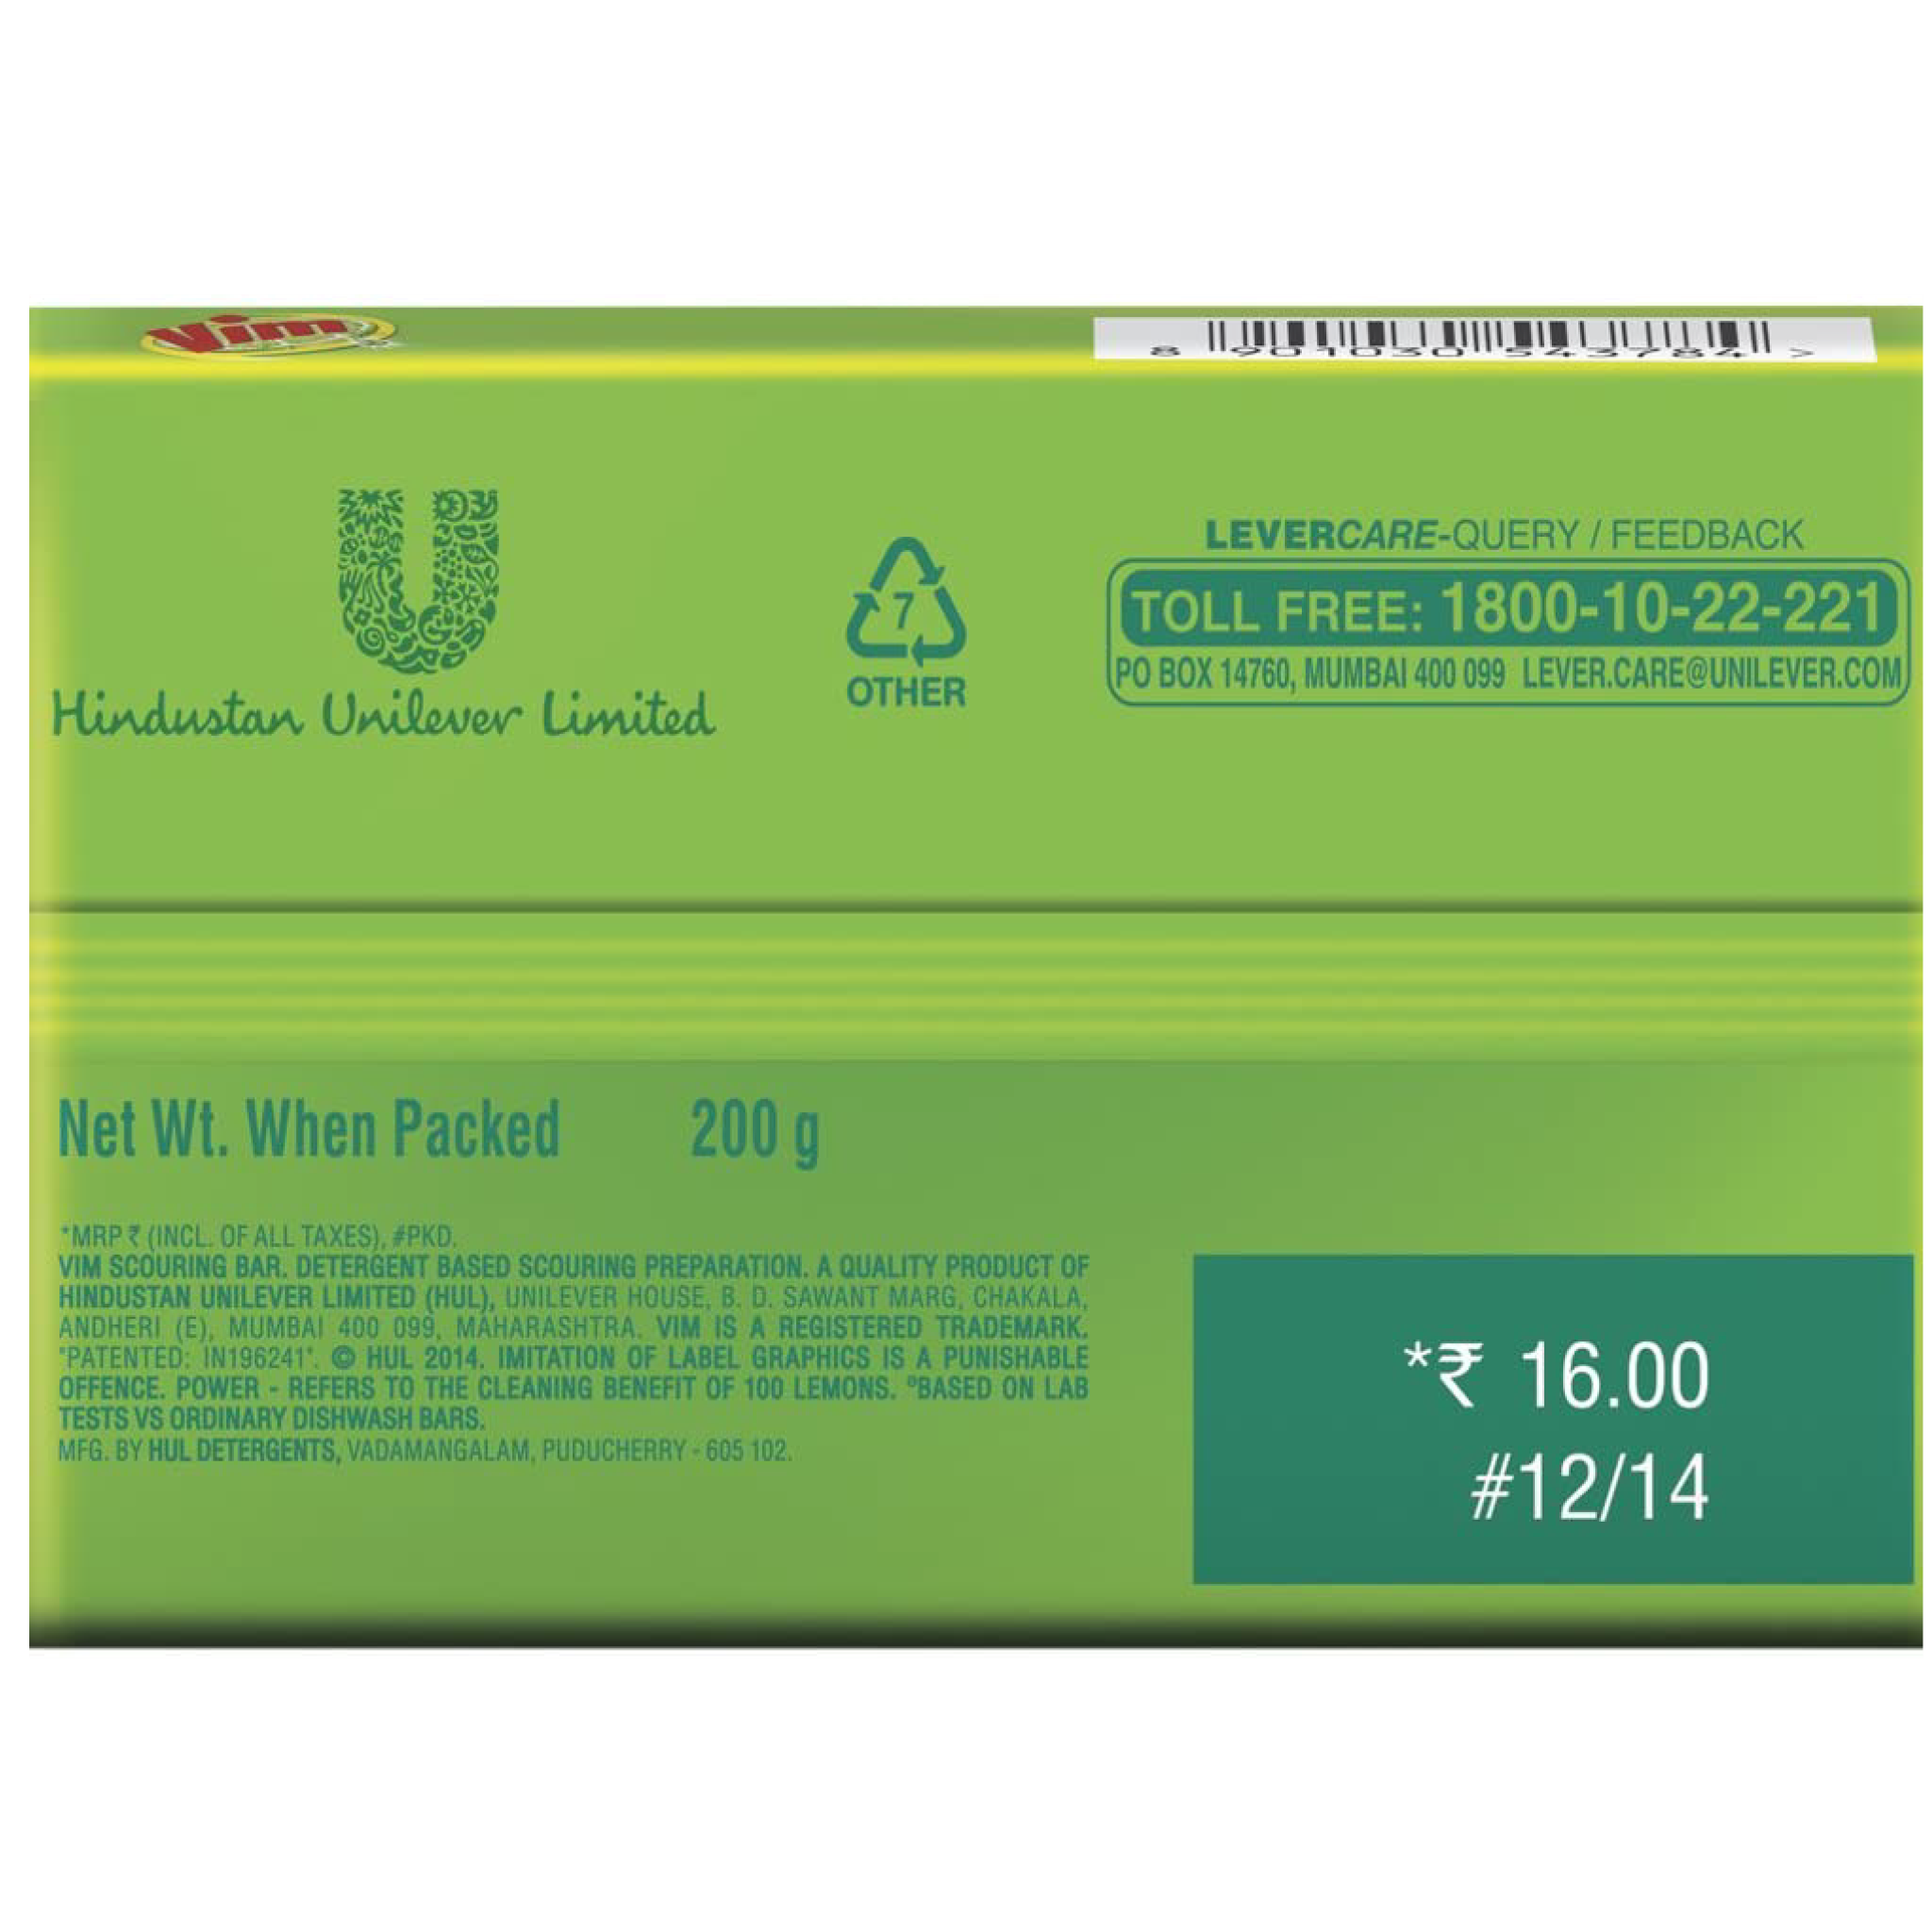 Vim
8 901030 543784 >
LEVERCARE-QUERY / FEEDBACK
TOLL FREE: 1800-10-22-221
PO BOX 14760, MUMBAI 400 099 LEVER.CARE@UNILEVER.COM
7
OTHER
Hindustan Unilever Limited
Net Wt. When Packed 200 g
*MRP ₹ (INCL. OF ALL TAXES), #PKD.
VIM SCOURING BAR. DETERGENT BASED SCOURING PREPARATION. A QUALITY PRODUCT OF
HINDUSTAN UNILEVER LIMITED (HUL), UNILEVER HOUSE, B. D. SAWANT MARG, CHAKALA,
ANDHERI (E), MUMBAI 400 099, MAHARASHTRA. VIM IS A REGISTERED TRADEMARK.
"PATENTED: IN196241". © HUL 2014. IMITATION OF LABEL GRAPHICS IS A PUNISHABLE
OFFENCE. POWER - REFERS TO THE CLEANING BENEFIT OF 100 LEMONS. °BASED ON LAB
TESTS VS ORDINARY DISHWASH BARS.
MFG. BY HUL DETERGENTS, VADAMANGALAM, PUDUCHERRY - 605 102.
*₹ 16.00
#12/14